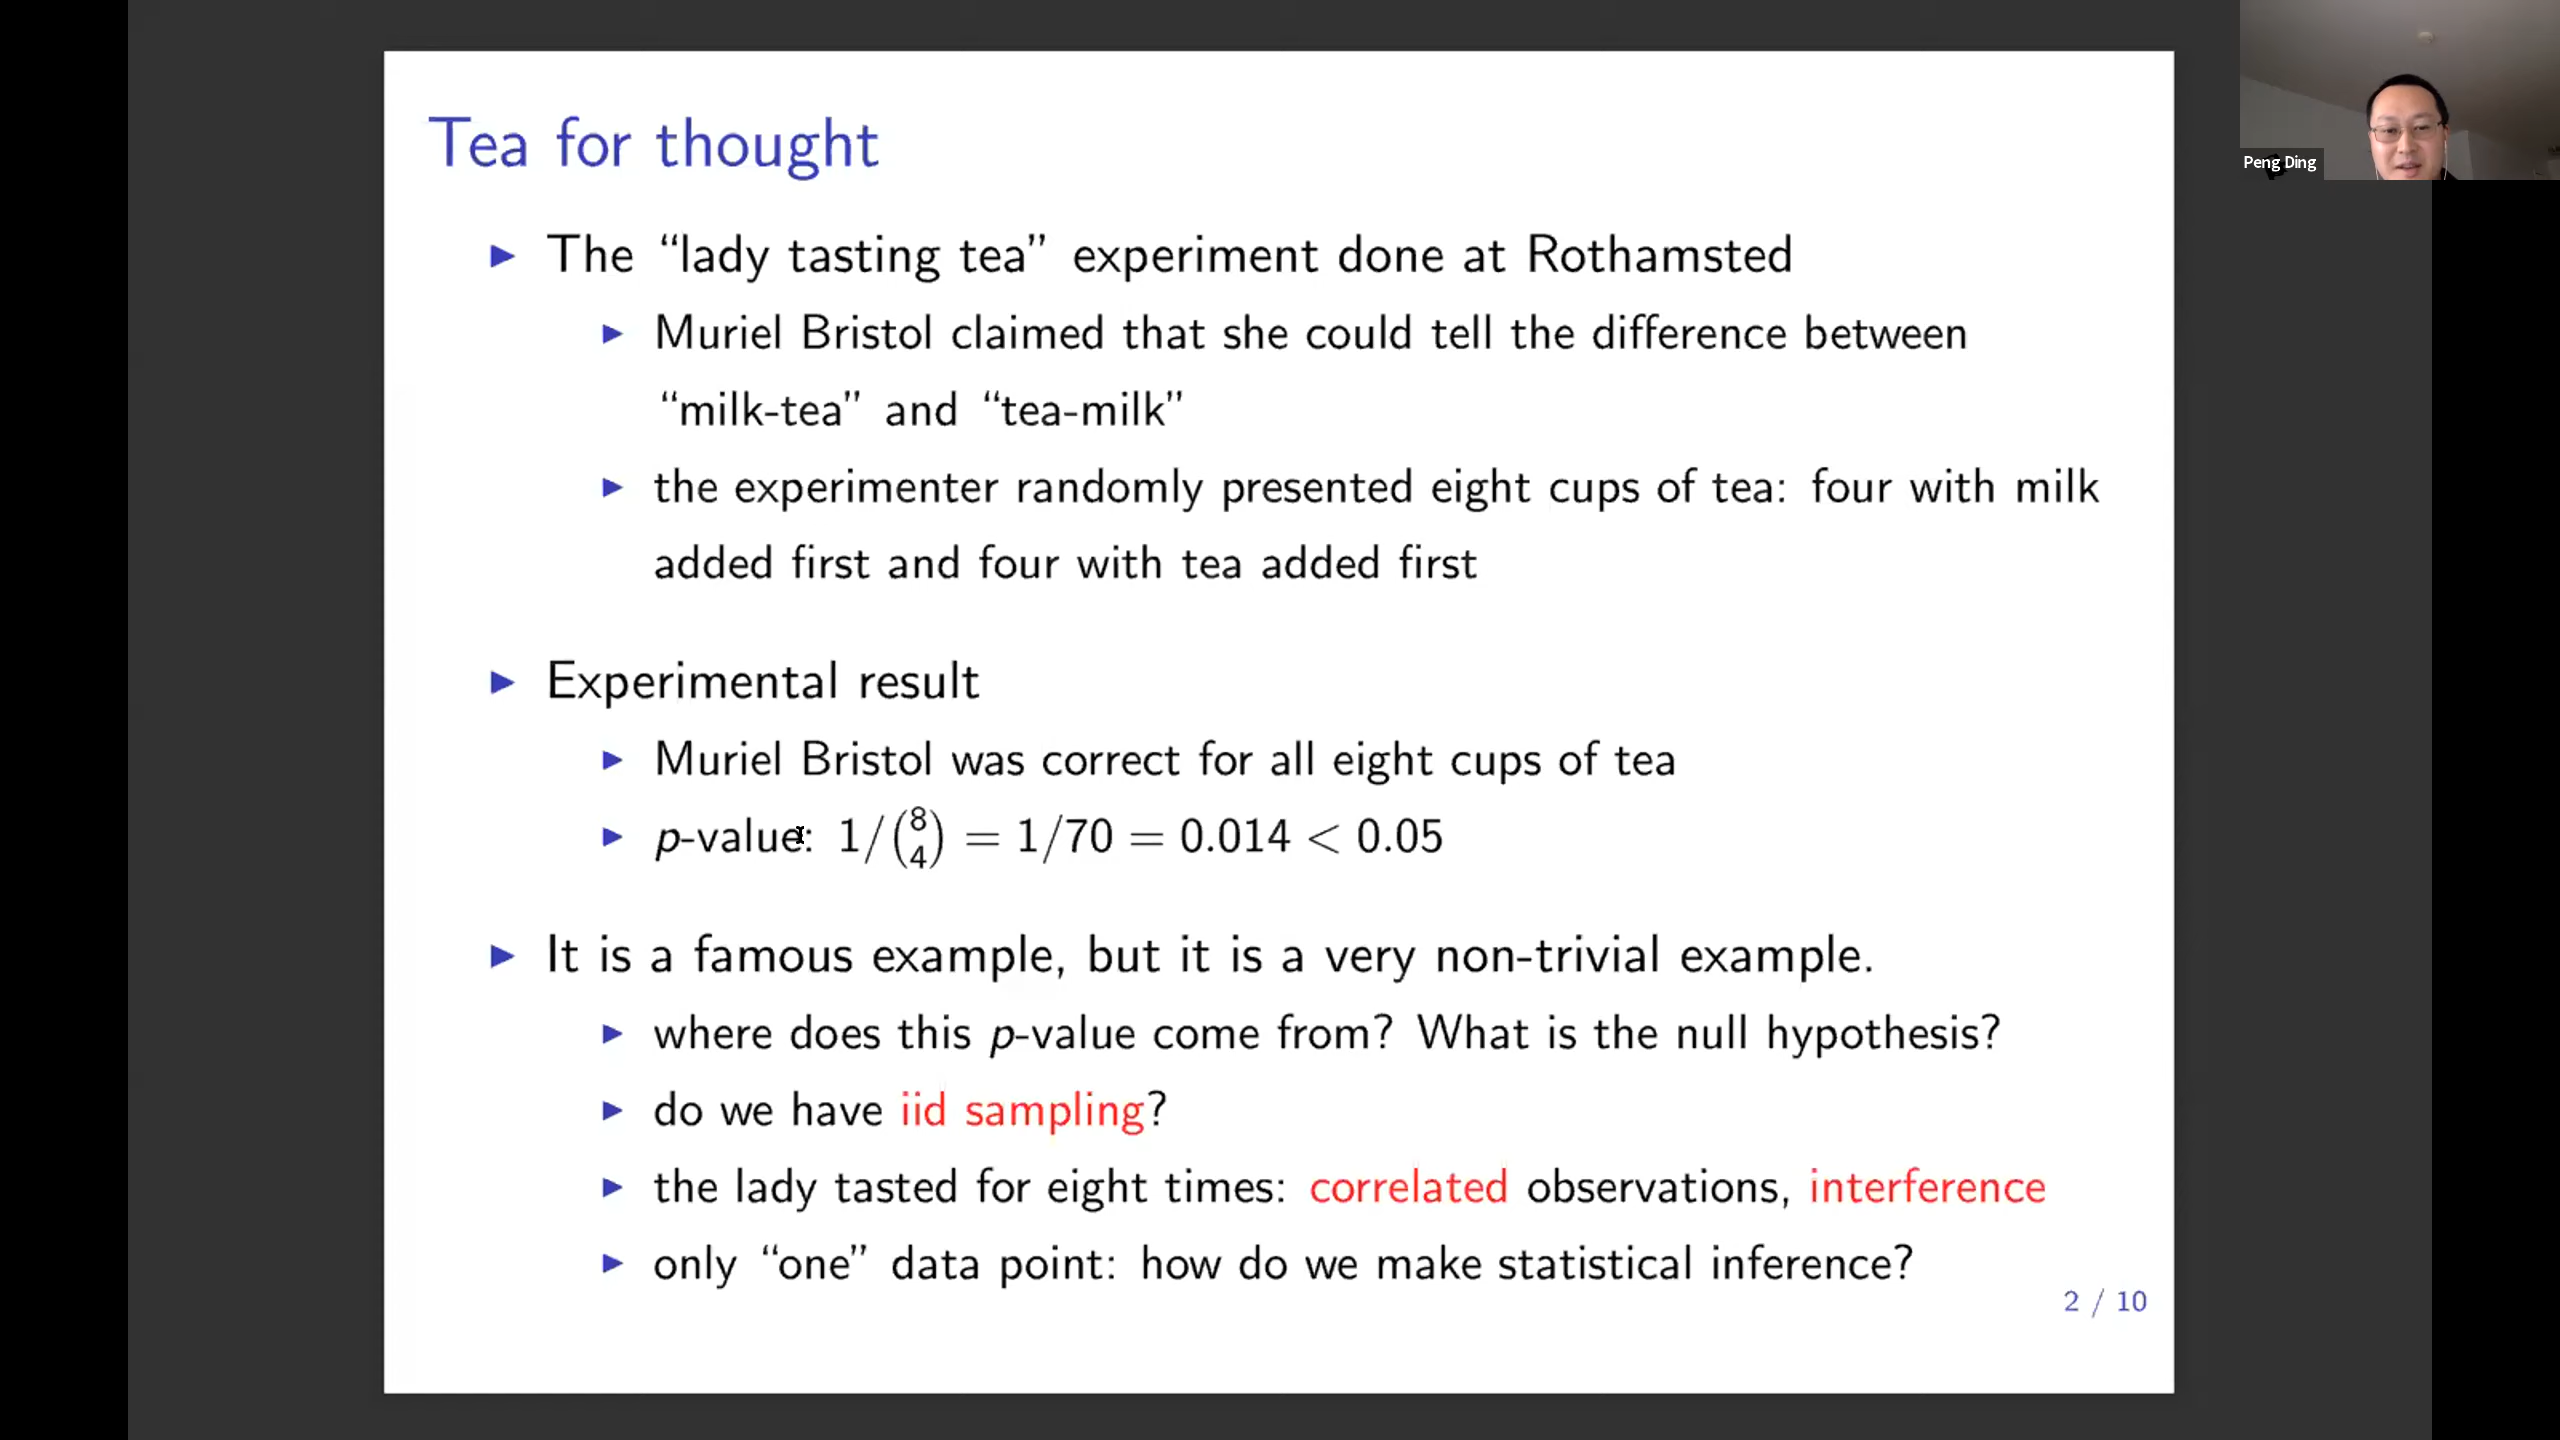 Tea for thought
▶ The “lady tasting tea” experiment done at Rothamsted
▶ Muriel Bristol claimed that she could tell the difference between
“milk-tea” and “tea-milk”
▶ the experimenter randomly presented eight cups of tea: four with milk
added first and four with tea added first
▶ Experimental result
▶ Muriel Bristol was correct for all eight cups of tea
▶ p-value: 1/(8 4) = 1/70 = 0.014 < 0.05
▶ It is a famous example, but it is a very non-trivial example.
▶ where does this p-value come from? What is the null hypothesis?
▶ do we have iid sampling?
▶ the lady tasted for eight times: correlated observations, interference
▶ only “one” data point: how do we make statistical inference?
2 / 10
Peng Ding